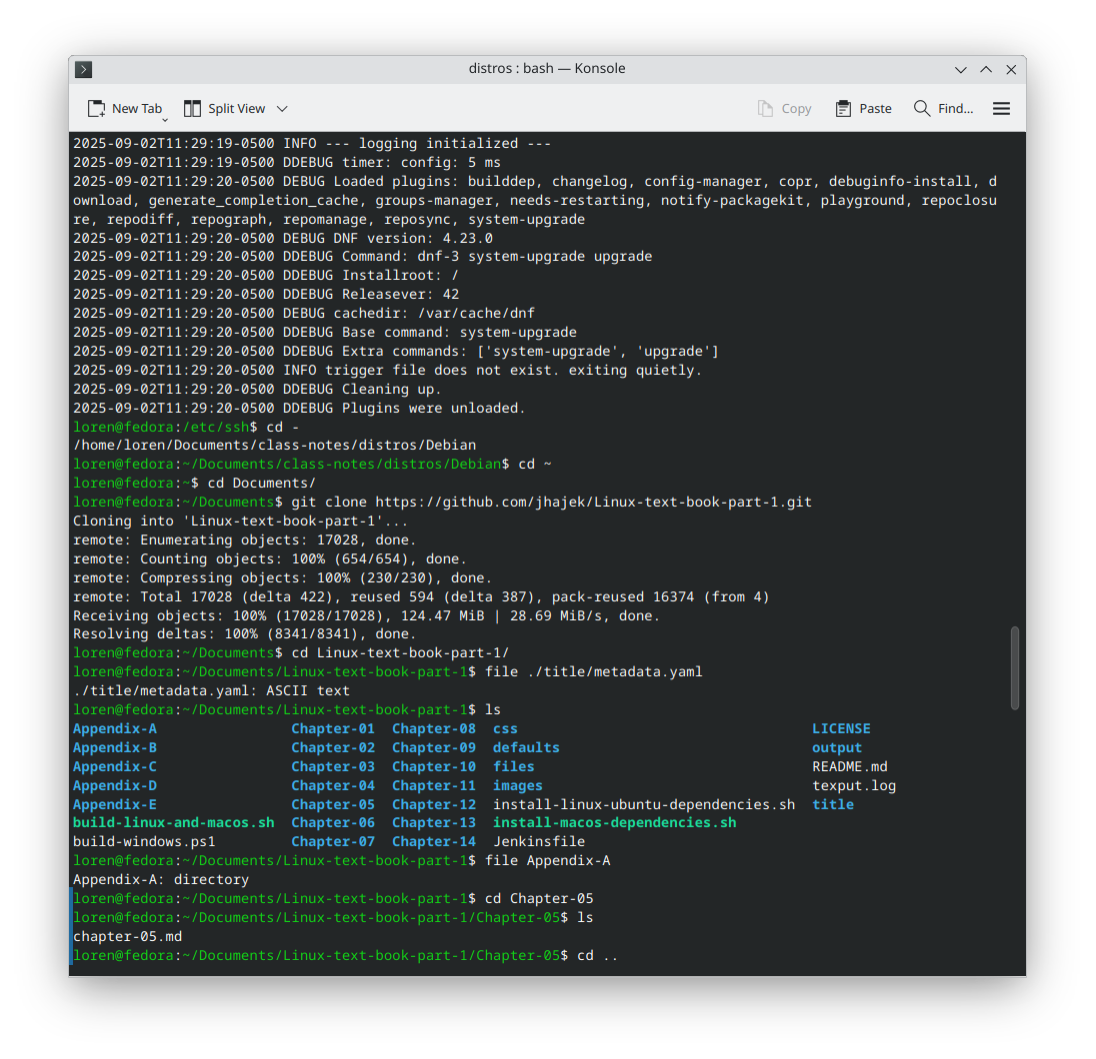 distros : bash — Konsole
New Tab Split View Copy Paste Find...
2025-09-02T11:29:19-0500 INFO --- logging initialized ---
2025-09-02T11:29:19-0500 DDEBUG timer: config: 5 ms
2025-09-02T11:29:20-0500 DEBUG Loaded plugins: builddep, changelog, config-manager, copr, debuginfo-install, d
ownload, generate_completion_cache, groups-manager, needs-restarting, notify-packagekit, playground, repoclosu
re, repodiff, repograph, repomanage, reposync, system-upgrade
2025-09-02T11:29:20-0500 DEBUG DNF version: 4.23.0
2025-09-02T11:29:20-0500 DDEBUG Command: dnf-3 system-upgrade upgrade
2025-09-02T11:29:20-0500 DDEBUG Installroot: /
2025-09-02T11:29:20-0500 DDEBUG Releasever: 42
2025-09-02T11:29:20-0500 DEBUG cachedir: /var/cache/dnf
2025-09-02T11:29:20-0500 DDEBUG Base command: system-upgrade
2025-09-02T11:29:20-0500 DDEBUG Extra commands: ['system-upgrade', 'upgrade']
2025-09-02T11:29:20-0500 INFO trigger file does not exist. exiting quietly.
2025-09-02T11:29:20-0500 DDEBUG Cleaning up.
2025-09-02T11:29:20-0500 DDEBUG Plugins were unloaded.
loren@fedora:/etc/ssh$ cd -
/home/loren/Documents/class-notes/distros/Debian
loren@fedora:~/Documents/class-notes/distros/Debian$ cd ~
loren@fedora:~$ cd Documents/
loren@fedora:~/Documents$ git clone https://github.com/jhajek/Linux-text-book-part-1.git
Cloning into 'Linux-text-book-part-1'...
remote: Enumerating objects: 17028, done.
remote: Counting objects: 100% (654/654), done.
remote: Compressing objects: 100% (230/230), done.
remote: Total 17028 (delta 422), reused 594 (delta 387), pack-reused 16374 (from 4)
Receiving objects: 100% (17028/17028), 124.47 MiB | 28.69 MiB/s, done.
Resolving deltas: 100% (8341/8341), done.
loren@fedora:~/Documents$ cd Linux-text-book-part-1/
loren@fedora:~/Documents/Linux-text-book-part-1$ file ./title/metadata.yaml
./title/metadata.yaml: ASCII text
loren@fedora:~/Documents/Linux-text-book-part-1$ ls
Appendix-A Chapter-01 Chapter-08 css LICENSE
Appendix-B Chapter-02 Chapter-09 defaults output
Appendix-C Chapter-03 Chapter-10 files README.md
Appendix-D Chapter-04 Chapter-11 images texput.log
Appendix-E Chapter-05 Chapter-12 install-linux-ubuntu-dependencies.sh title
build-linux-and-macos.sh Chapter-06 Chapter-13 install-macos-dependencies.sh
build-windows.ps1 Chapter-07 Chapter-14 Jenkinsfile
loren@fedora:~/Documents/Linux-text-book-part-1$ file Appendix-A
Appendix-A: directory
loren@fedora:~/Documents/Linux-text-book-part-1$ cd Chapter-05
loren@fedora:~/Documents/Linux-text-book-part-1/Chapter-05$ ls
chapter-05.md
loren@fedora:~/Documents/Linux-text-book-part-1/Chapter-05$ cd ..